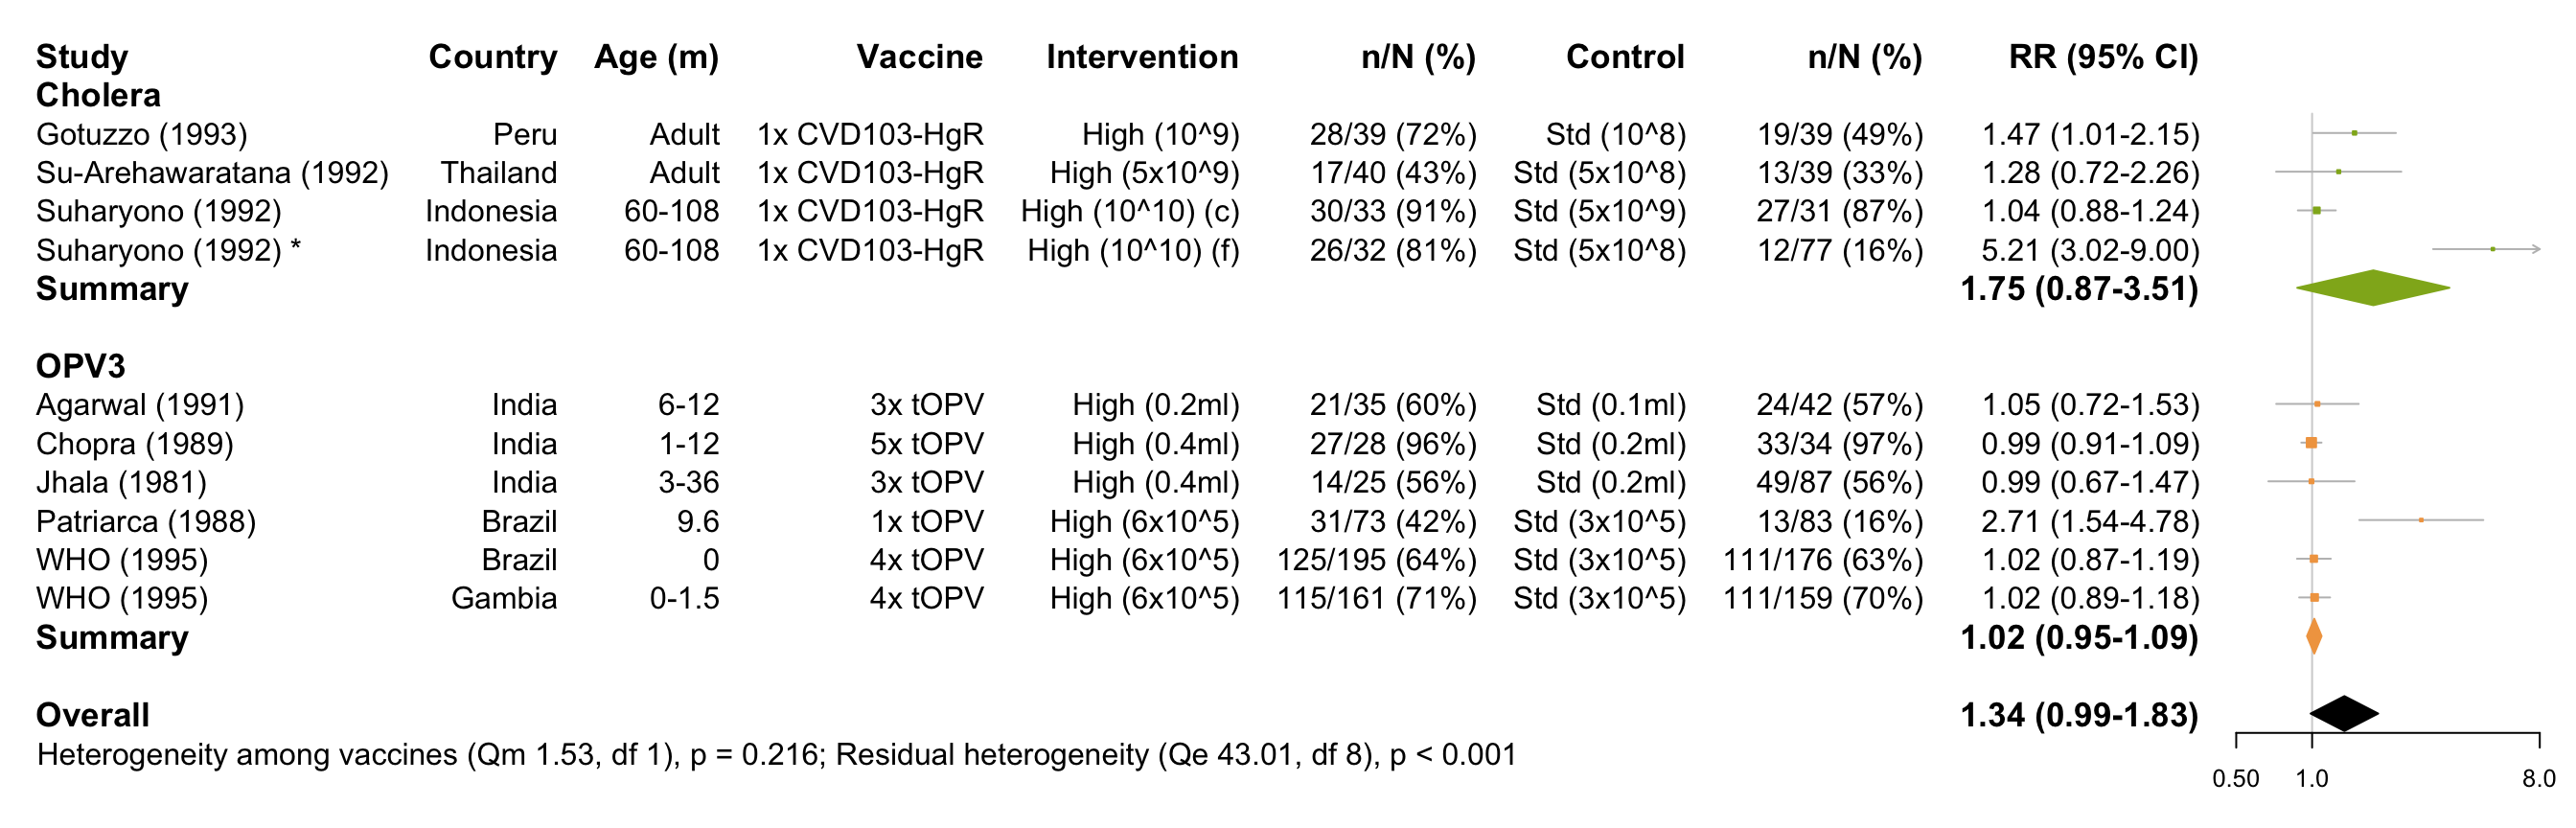 Study Country Age (m) Vaccine Intervention n/N (%) Control n/N (%) RR (95% CI)
Cholera
Gotuzzo (1993) Peru Adult 1x CVD103-HgR High (10^9) 28/39 (72%) Std (10^8) 19/39 (49%) 1.47 (1.01-2.15)
Su-Arehawaratana (1992) Thailand Adult 1x CVD103-HgR High (5x10^9) 17/40 (43%) Std (5x10^8) 13/39 (33%) 1.28 (0.72-2.26)
Suharyono (1992) Indonesia 60-108 1x CVD103-HgR High (10^10) (c) 30/33 (91%) Std (5x10^9) 27/31 (87%) 1.04 (0.88-1.24)
Suharyono (1992) * Indonesia 60-108 1x CVD103-HgR High (10^10) (f) 26/32 (81%) Std (5x10^8) 12/77 (16%) 5.21 (3.02-9.00)
Summary 1.75 (0.87-3.51)
OPV3
Agarwal (1991) India 6-12 3x tOPV High (0.2ml) 21/35 (60%) Std (0.1ml) 24/42 (57%) 1.05 (0.72-1.53)
Chopra (1989) India 1-12 5x tOPV High (0.4ml) 27/28 (96%) Std (0.2ml) 33/34 (97%) 0.99 (0.91-1.09)
Jhala (1981) India 3-36 3x tOPV High (0.4ml) 14/25 (56%) Std (0.2ml) 49/87 (56%) 0.99 (0.67-1.47)
Patriarca (1988) Brazil 9.6 1x tOPV High (6x10^5) 31/73 (42%) Std (3x10^5) 13/83 (16%) 2.71 (1.54-4.78)
WHO (1995) Brazil 0 4x tOPV High (6x10^5) 125/195 (64%) Std (3x10^5) 111/176 (63%) 1.02 (0.87-1.19)
WHO (1995) Gambia 0-1.5 4x tOPV High (6x10^5) 115/161 (71%) Std (3x10^5) 111/159 (70%) 1.02 (0.89-1.18)
Summary 1.02 (0.95-1.09)
Overall 1.34 (0.99-1.83)
Heterogeneity among vaccines (Qm 1.53, df 1), p = 0.216; Residual heterogeneity (Qe 43.01, df 8), p < 0.001
0.50 1.0 8.0